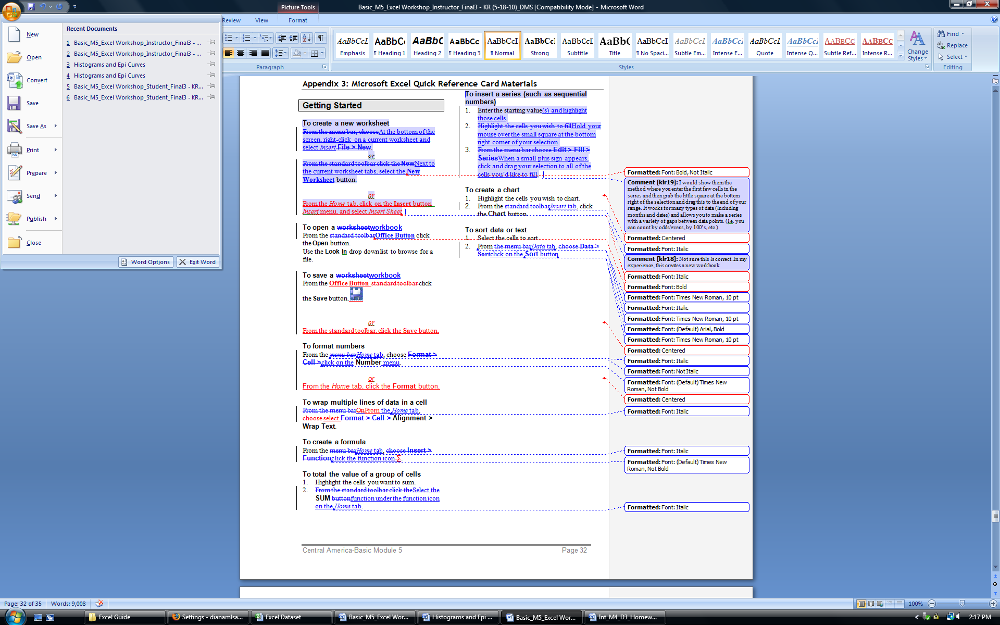 Picture Tools
Basic_M5_Excel Workshop_Instructor_Final3 - KR (5-18-10)_DMS [Compatibility Mode] - Microsoft Word
Review View Format
New
Open
Convert
Save
Save As
Print
Prepare
Send
Publish
Close
Recent Documents
1 Basic_M5_Excel Workshop_Instructor_Final3 - ...
2 Basic_M5_Excel Workshop_Instructor_Final3 - ...
3 Histograms and Epi Curves
4 Histograms and Epi Curves
5 Basic_M5_Excel Workshop_Student_Final3 - KR...
6 Basic_M5_Excel Workshop_Student_Final3 - KR...
Word Options Exit Word
Paragraph
AaBbCcI AaBbCc AaBbC AaBbCc AaBbCcI AaBbCcI AaBbCcI AaBbC AaBbCcI AaBbCcI AaBbCcI AaBbCcI AaBbCcI AaBbCc AaBbCc
Emphasis ¶ Heading 1 Heading 2 ¶ Heading 3 ¶ Normal Strong Subtitle Title ¶ No Spaci... Subtle Em... Intense E... Quote Intense Q... Subtle Ref... Intense R...
Change
Styles
Styles
Find
Replace
Select
Editing
Appendix 3: Microsoft Excel Quick Reference Card Materials
Getting Started
To create a new worksheet
From the menu bar, chooseAt the bottom of the
screen, right-click on a current worksheet and
select Insert File > New.
or
From the standard toolbar click the NewNext to
the current worksheet tabs, select the New
Worksheet button.
or
From the Home tab, click on the Insert button
Insert menu, and select Insert Sheet
To open a worksheetworkbook
From the standard toolbarOffice Button click
the Open button.
Use the Look In drop down list to browse for a
file.
To save a worksheetworkbook
From the Office Button standard toolbar click
the Save button.
or
From the standard toolbar, click the Save button.
To format numbers
From the menu barHome tab, choose Format >
Cell >click on the Number menu.
or
From the Home tab, click the Format button.
To wrap multiple lines of data in a cell
From the menu barOnFrom the Home tab,
choose select Format > Cell > Alignment >
Wrap Text.
To create a formula
From the menu barHome tab, choose Insert >
Functionclick the function icon Σ.
To total the value of a group of cells
1. Highlight the cells you want to sum.
2. From the standard toolbar click theSelect the
SUM buttonfunction under the function icon
on the Home tab.
To insert a series (such as sequential
numbers)
1. Enter the starting value(s) and highlight
those cells.
2. Highlight the cells you wish to fillHold your
mouse over the small square at the bottom
right corner of your selection.
3. From the menu bar choose Edit > Fill >
SeriesWhen a small plus sign appears,
click and drag your selection to all of the
cells you'd like to fill.
To create a chart
1. Highlight the cells you wish to chart.
2. From the standard toolbarInsert tab, click
the Chart button.
To sort data or text
1. Select the cells to sort.
2. From the menu barData tab, choose Data >
Sortclick on the Sort button.
Formatted: Font: Bold, Not Italic
Comment [klr19]: I would show them the
method where you enter the first few cells in the
series and then grab the little square at the bottom
right of the selection and drag this to the end of your
range. It works for many types of data (including
months and dates) and allows you to make a series
with a variety of gaps between data points. (i.e. you
can count by odds/evens, by 100's, etc.)
Formatted: Centered
Formatted: Font: Italic
Comment [klr18]: Not sure this is correct. In my
experience, this creates a new workbook
Formatted: Font: Italic
Formatted: Font: Bold
Formatted: Font: Times New Roman, 10 pt
Formatted: Font: Italic
Formatted: Font: Times New Roman, 10 pt
Formatted: Font: (Default) Arial, Bold
Formatted: Font: Times New Roman, 10 pt
Formatted: Centered
Formatted: Font: Italic
Formatted: Font: Not Italic
Formatted: Font: (Default) Times New
Roman, Not Bold
Formatted: Centered
Formatted: Font: Italic
Formatted: Font: Italic
Formatted: Font: (Default) Times New
Roman, Not Bold
Formatted: Font: Italic
Central America-Basic Module 5 Page 32
Page: 32 of 35 Words: 9,008 100%
Excel Guide Settings - dianamlsa... Excel Dataset Basic_M5_Excel Wor... Histograms and Epi ... Basic_M5_Excel Wor... Int_M4_D3_Homew... 2:17 PM